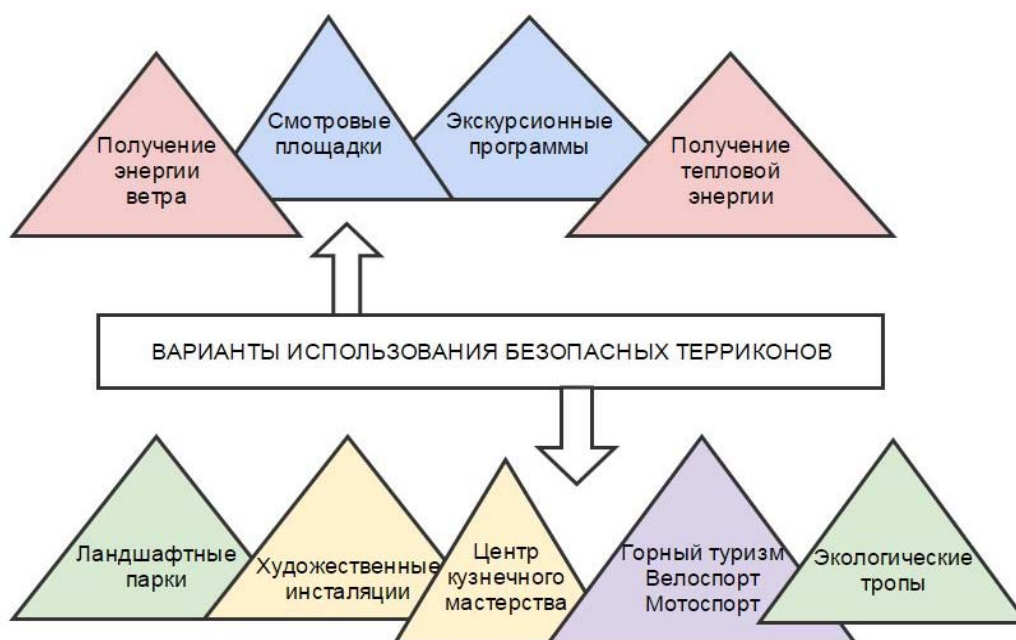 Получение
энергии
ветра
Смотровые
площадки
Экскурсионные
программы
Получение
тепловой
энергии
ВАРИАНТЫ ИСПОЛЬЗОВАНИЯ БЕЗОПАСНЫХ ТЕРРИКОНОВ
Ландшафтные
парки
Художественные
инсталяции
Центр
кузнечного
мастерства
Горный туризм
Велоспорт
Мотоспорт
Экологические
тропы